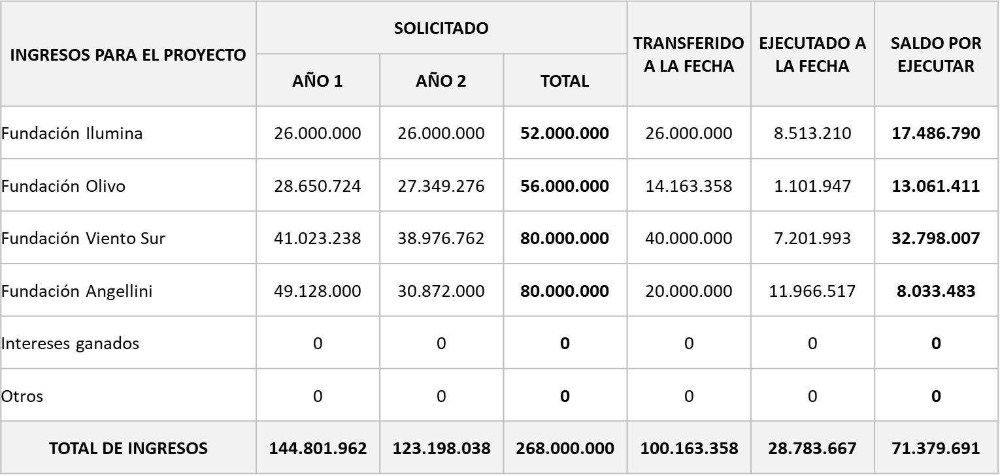 INGRESOS PARA EL PROYECTO
SOLICITADO
TRANSFERIDO
A LA FECHA
EJECUTADO A
LA FECHA
SALDO POR
EJECUTAR
AÑO 1 AÑO 2 TOTAL
Fundación Ilumina 26.000.000 26.000.000 52.000.000 26.000.000 8.513.210 17.486.790
Fundación Olivo 28.650.724 27.349.276 56.000.000 14.163.358 1.101.947 13.061.411
Fundación Viento Sur 41.023.238 38.976.762 80.000.000 40.000.000 7.201.993 32.798.007
Fundación Angellini 49.128.000 30.872.000 80.000.000 20.000.000 11.966.517 8.033.483
Intereses ganados 0 0 0 0 0 0
Otros 0 0 0 0 0 0
TOTAL DE INGRESOS 144.801.962 123.198.038 268.000.000 100.163.358 28.783.667 71.379.691